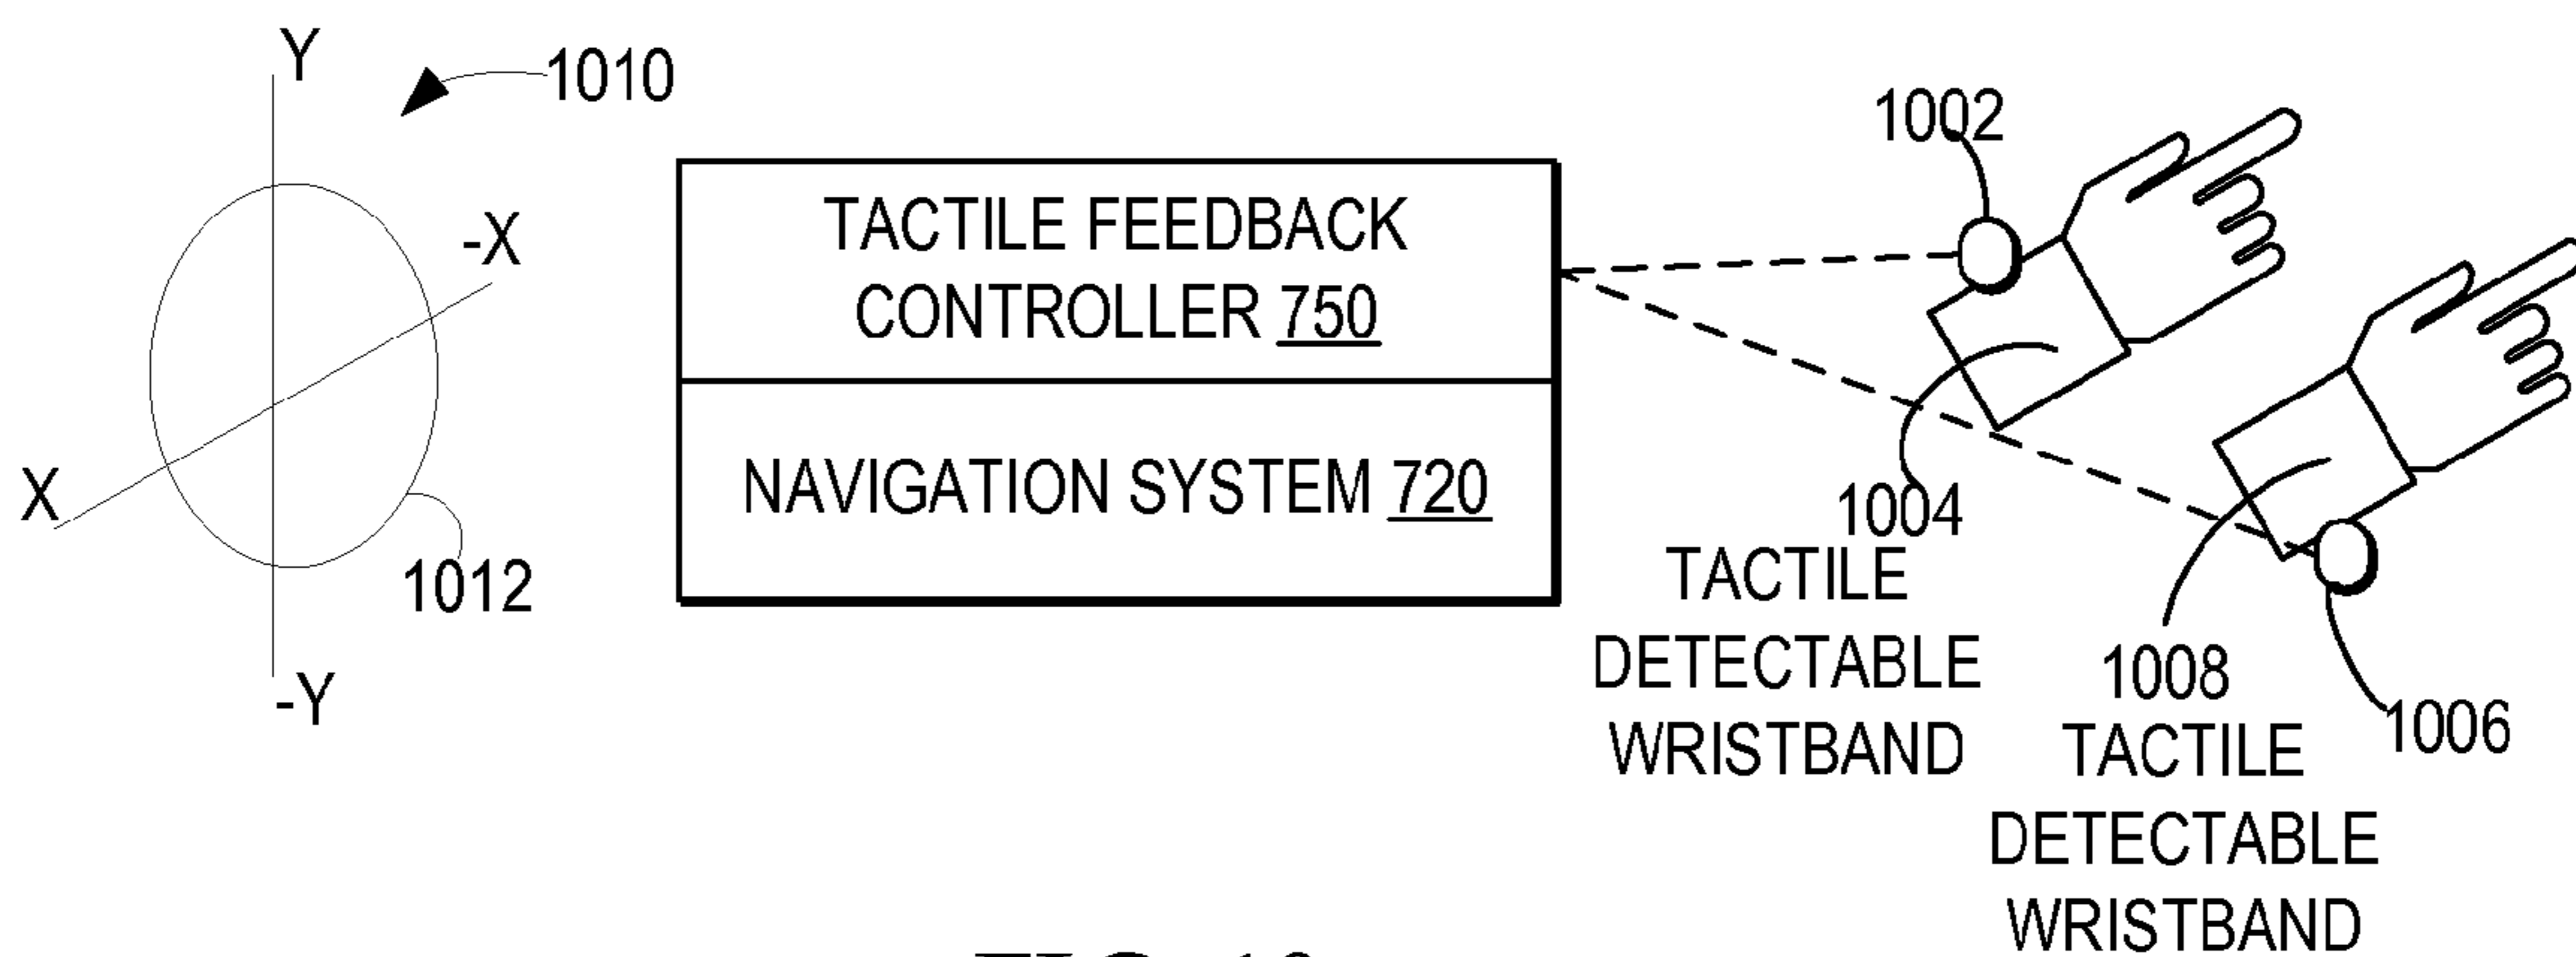 Y
1010
-X
X
1012
-Y
TACTILE FEEDBACK
CONTROLLER 750
NAVIGATION SYSTEM 720
1002
1004
TACTILE
DETECTABLE
WRISTBAND
1008
TACTILE
DETECTABLE
WRISTBAND
1006